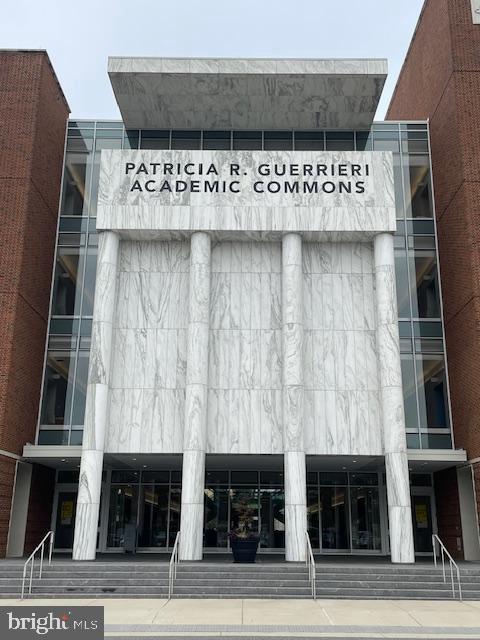 PATRICIA R. GUERRIERI
ACADEMIC COMMONS
bright MLS